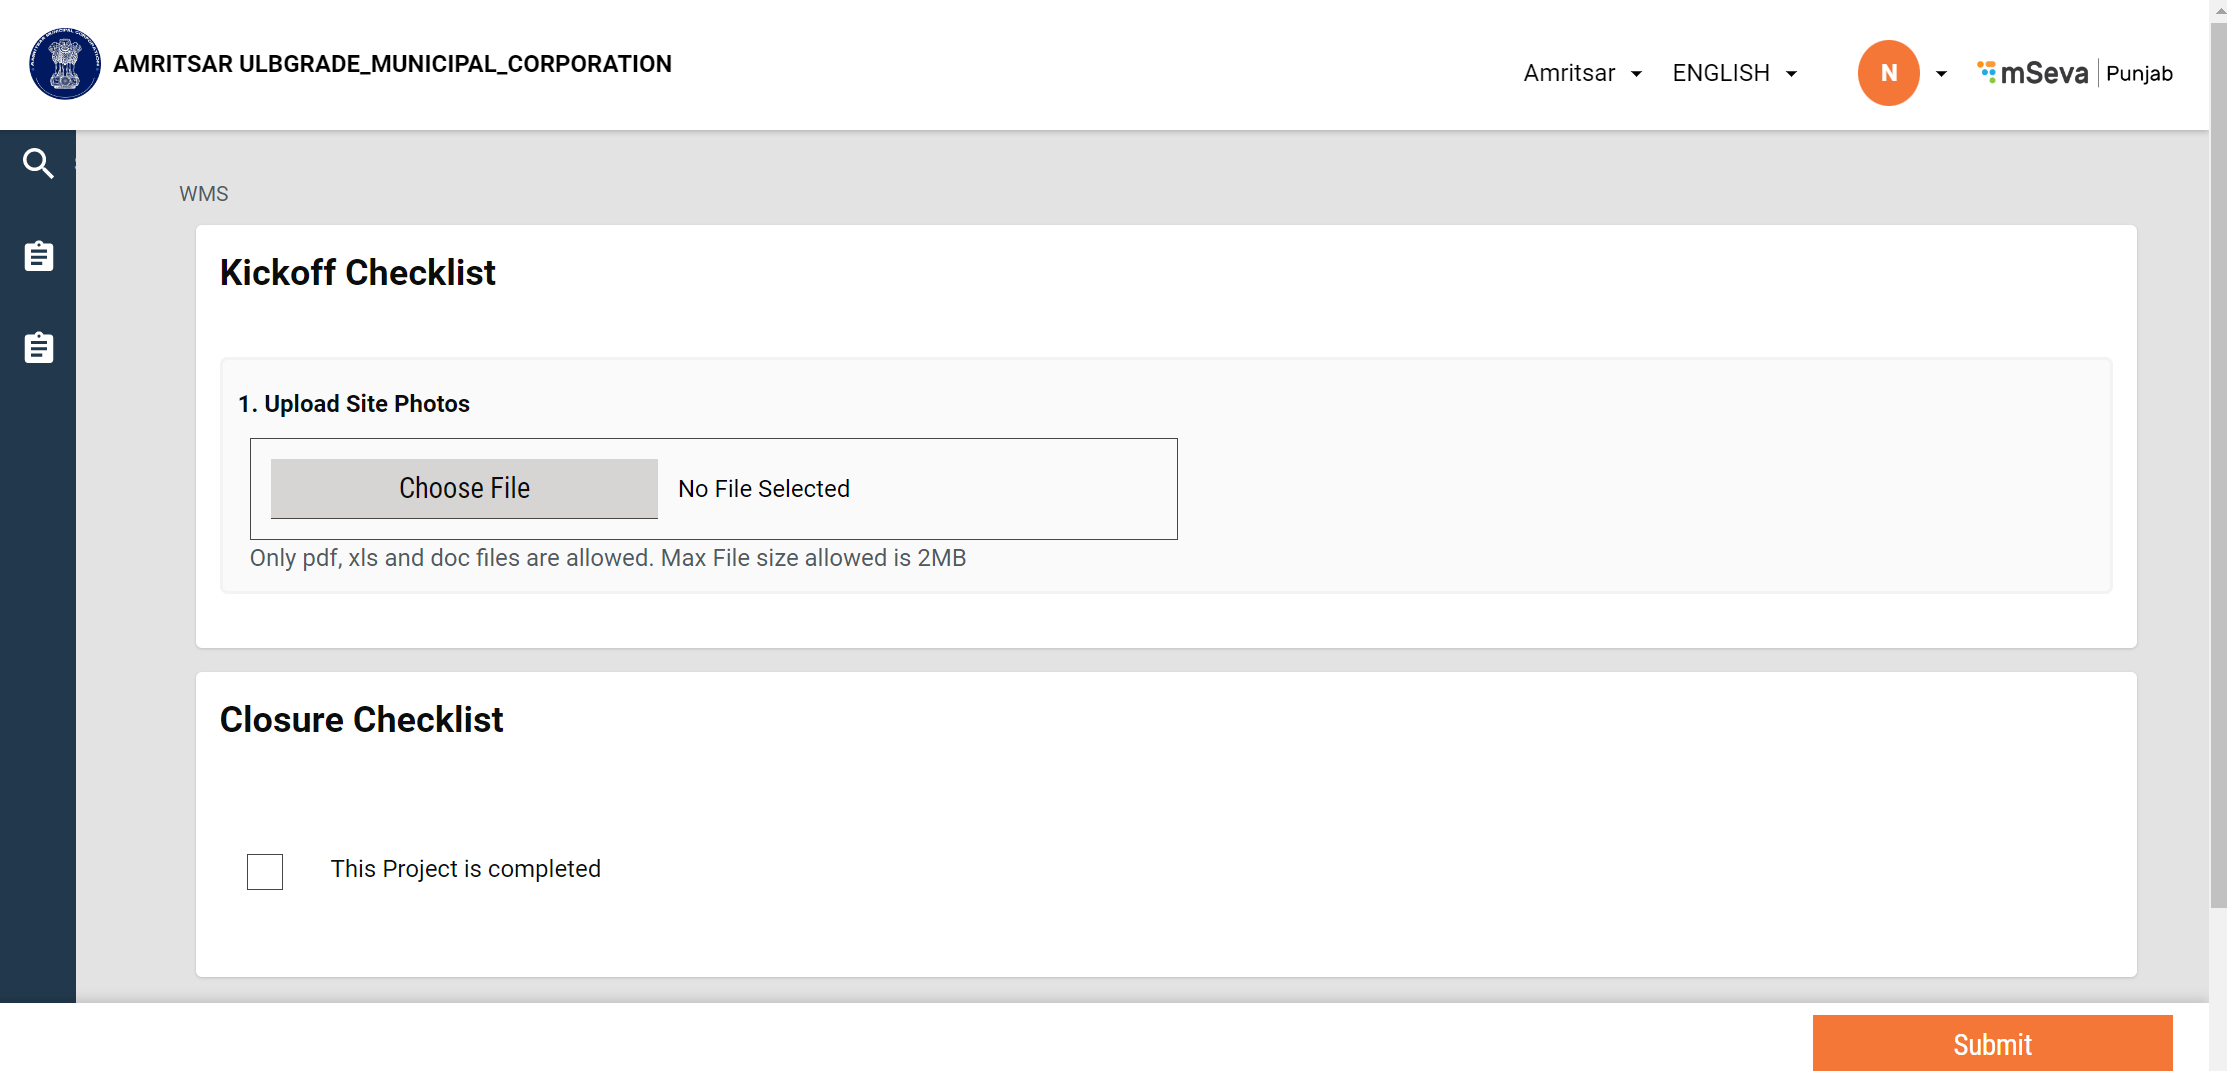 AMRITSAR ULBGRADE_MUNICIPAL_CORPORATION
Amritsar
ENGLISH
N
mSeva
Punjab
WMS
Kickoff Checklist
1. Upload Site Photos
Choose File
No File Selected
Only pdf, xls and doc files are allowed. Max File size allowed is 2MB
Closure Checklist
This Project is completed
Submit